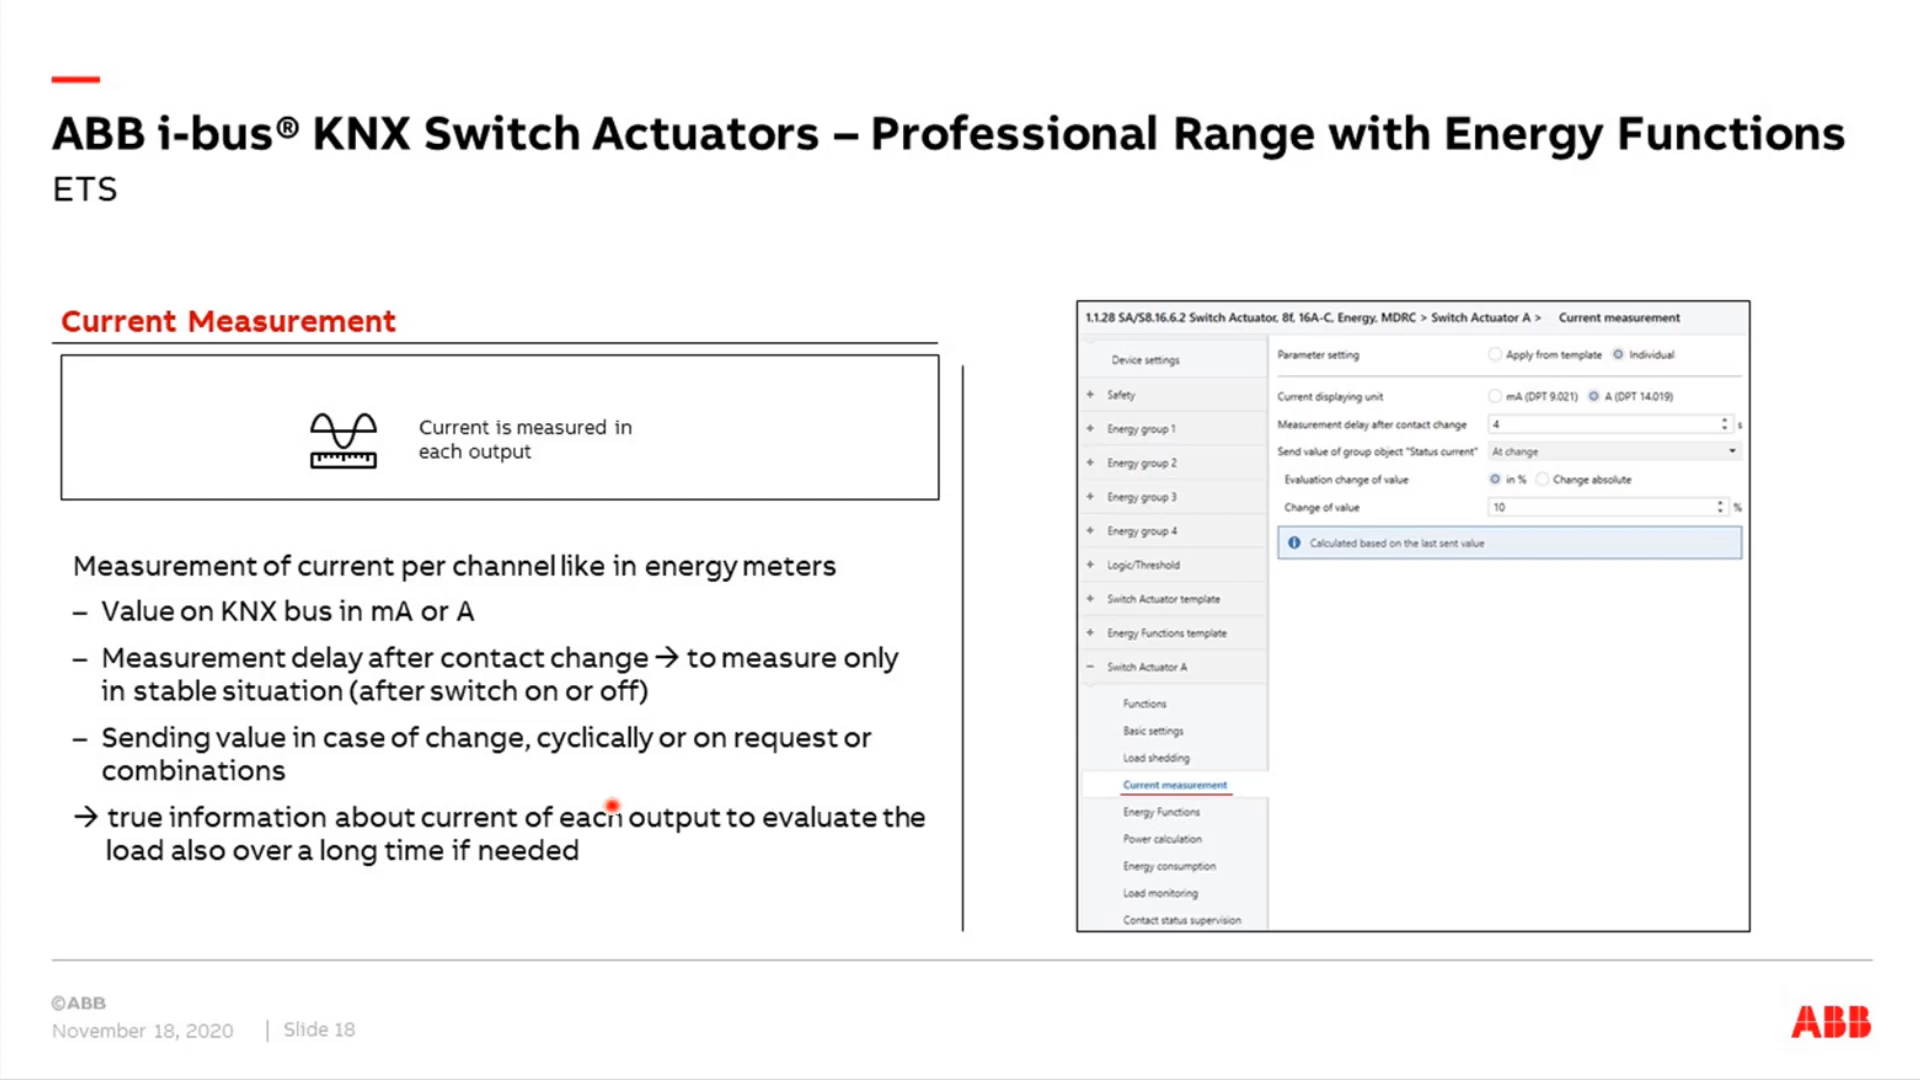 ABB i-bus® KNX Switch Actuators – Professional Range with Energy Functions
ETS
Current Measurement
Current is measured in
each output
Measurement of current per channel like in energy meters
– Value on KNX bus in mA or A
– Measurement delay after contact change → to measure only
in stable situation (after switch on or off)
– Sending value in case of change, cyclically or on request or
combinations
→ true information about current of each output to evaluate the
load also over a long time if needed
1.1.28 SA/S8.16.6.2 Switch Actuator, 8f, 16A-C, Energy, MDRC > Switch Actuator A > Current measurement
Device settings
+ Safety
+ Energy group 1
+ Energy group 2
+ Energy group 3
+ Energy group 4
+ Logic/Threshold
+ Switch Actuator template
+ Energy Functions template
– Switch Actuator A
Functions
Basic settings
Load shedding
Current measurement
Energy Functions
Power calculation
Energy consumption
Load monitoring
Contact status supervision
Parameter setting Apply from template Individual
Current displaying unit mA (DPT 9.021) A (DPT 14.019)
Measurement delay after contact change 4 s
Send value of group object "Status current" At change
Evaluation change of value in % Change absolute
Change of value 10 %
Calculated based on the last sent value
©ABB
November 18, 2020 | Slide 18
ABB